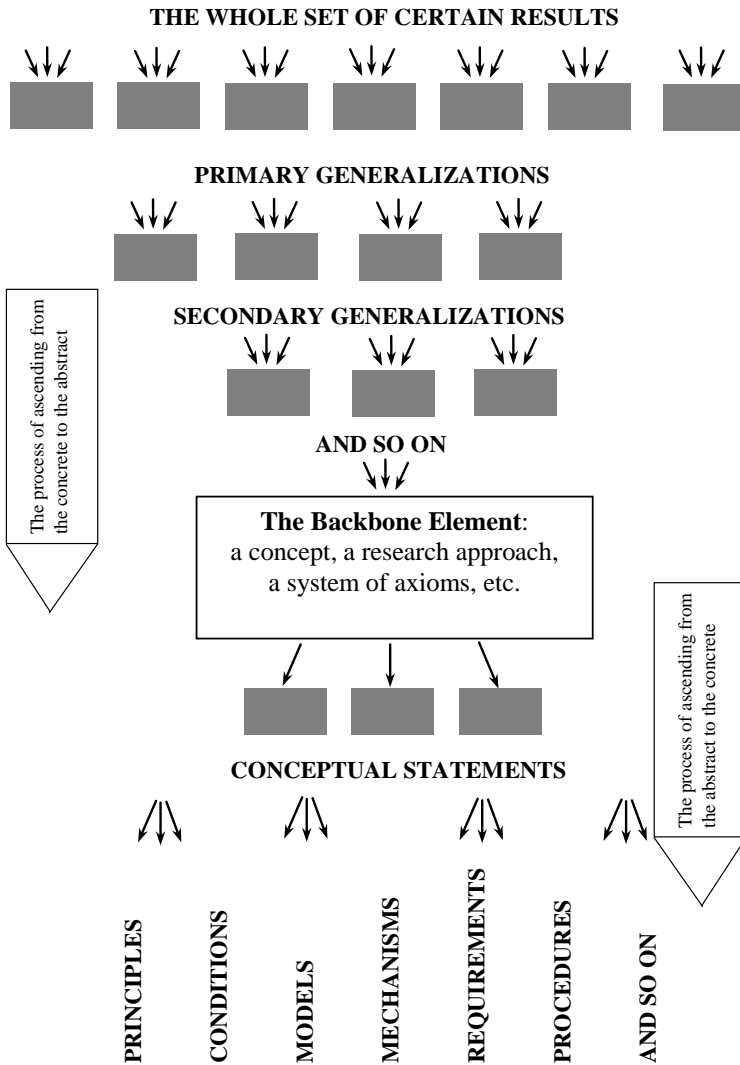 THE WHOLE SET OF CERTAIN RESULTS
PRIMARY GENERALIZATIONS
The process of ascending from
the concrete to the abstract
SECONDARY GENERALIZATIONS
AND SO ON
The Backbone Element:
a concept, a research approach,
a system of axioms, etc.
The process of ascending from
the abstract to the concrete
CONCEPTUAL STATEMENTS
PRINCIPLES
CONDITIONS
MODELS
MECHANISMS
REQUIREMENTS
PROCEDURES
AND SO ON